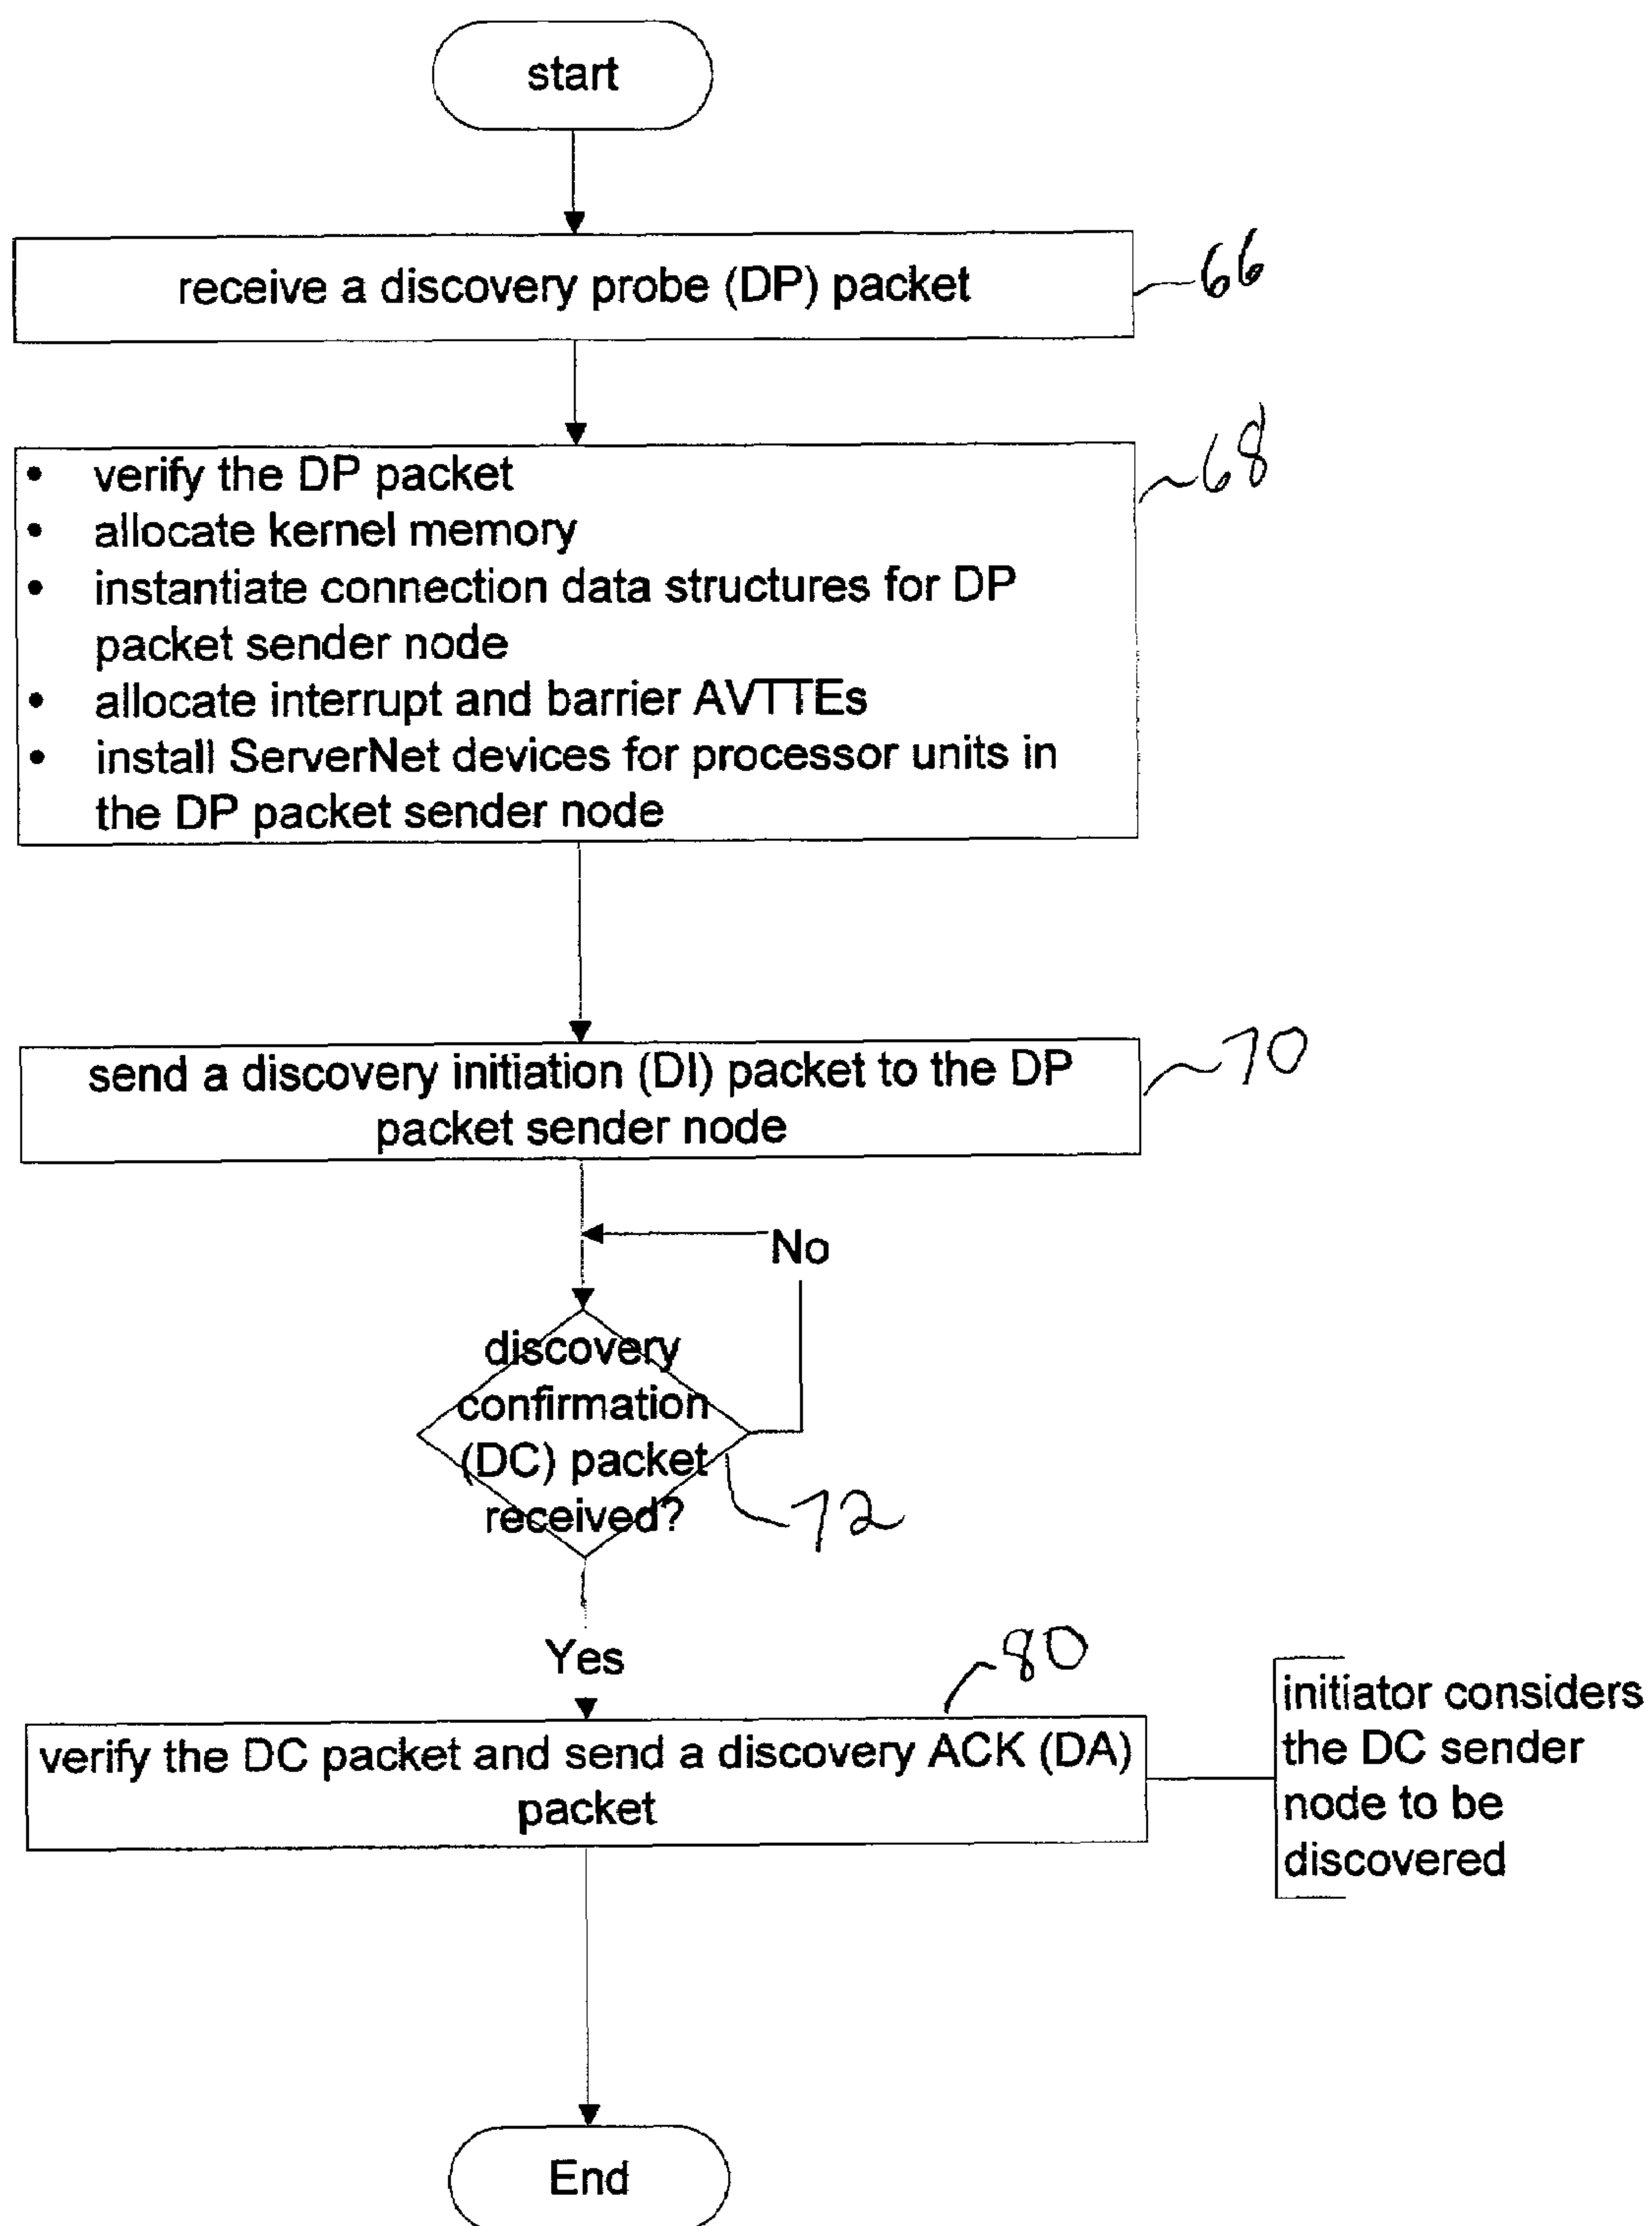 start
receive a discovery probe (DP) packet
66
68
• verify the DP packet
• allocate kernel memory
• instantiate connection data structures for DP
packet sender node
• allocate interrupt and barrier AVTTEs
• install ServerNet devices for processor units in
the DP packet sender node
send a discovery initiation (DI) packet to the DP
packet sender node
70
No
discovery
confirmation
(DC) packet
received?
72
Yes
80
verify the DC packet and send a discovery ACK (DA)
packet
initiator considers
the DC sender
node to be
discovered
End